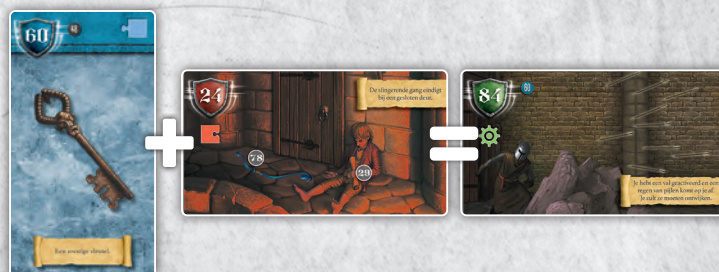 60
48
Een roestige sleutel.
+
24
De slingerende gang eindigt
bij een gesloten deur.
78
29
=
84
60
Je hebt een val geactiveerd en een
regen van pijlen komt op je af.
Je zult ze moeten ontwijken.